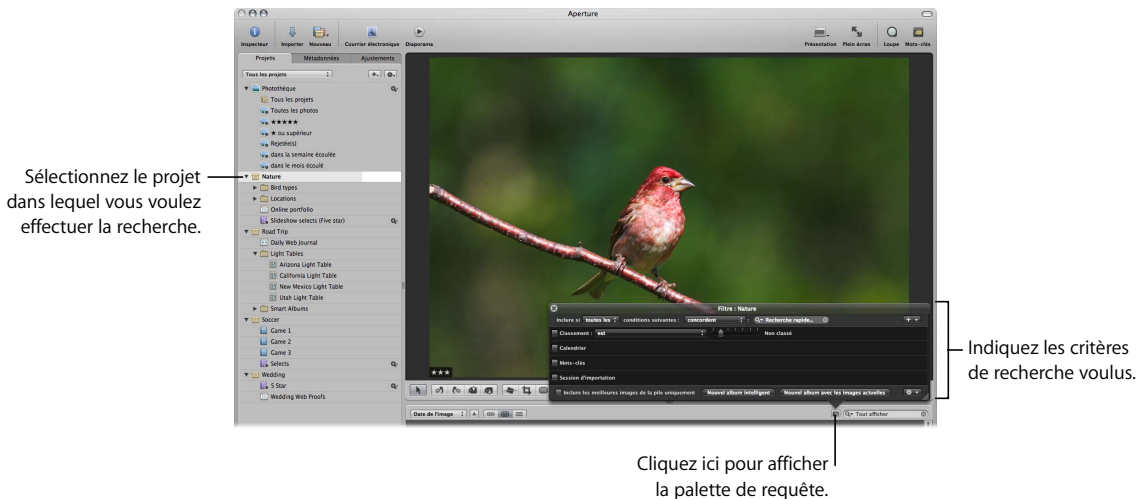 Aperture
Inspecteur Importer Nouveau Courrier électronique Diaporama Présentation Plein écran Loupe Mots-clés
Projets Métadonnées Ajustements
Tous les projets
Photothèque
Tous les projets
Toutes les photos
★★★★★
★ ou supérieur
Rejetée(s)
dans la semaine écoulée
dans le mois écoulé
Nature
Bird types
Locations
Online portfolio
Slideshow selects (Five star)
Road Trip
Daily Web Journal
Light Tables
Arizona Light Table
California Light Table
New Mexico Light Table
Utah Light Table
Smart Albums
Soccer
Game 1
Game 2
Game 3
Selects
Wedding
5 Star
Wedding Web Proofs
Sélectionnez le projet
dans lequel vous voulez
effectuer la recherche.
★★★
Filtre : Nature
Inclure si toutes les conditions suivantes : concordent : Recherche rapide...
Classement : est Non classé
Calendrier
Mots-clés
Session d'importation
Inclure les meilleures images de la pile uniquement Nouvel album intelligent Nouvel album avec les images actuelles
Date de l'image Tout afficher
Indiquez les critères
de recherche voulus.
Cliquez ici pour afficher
la palette de requête.